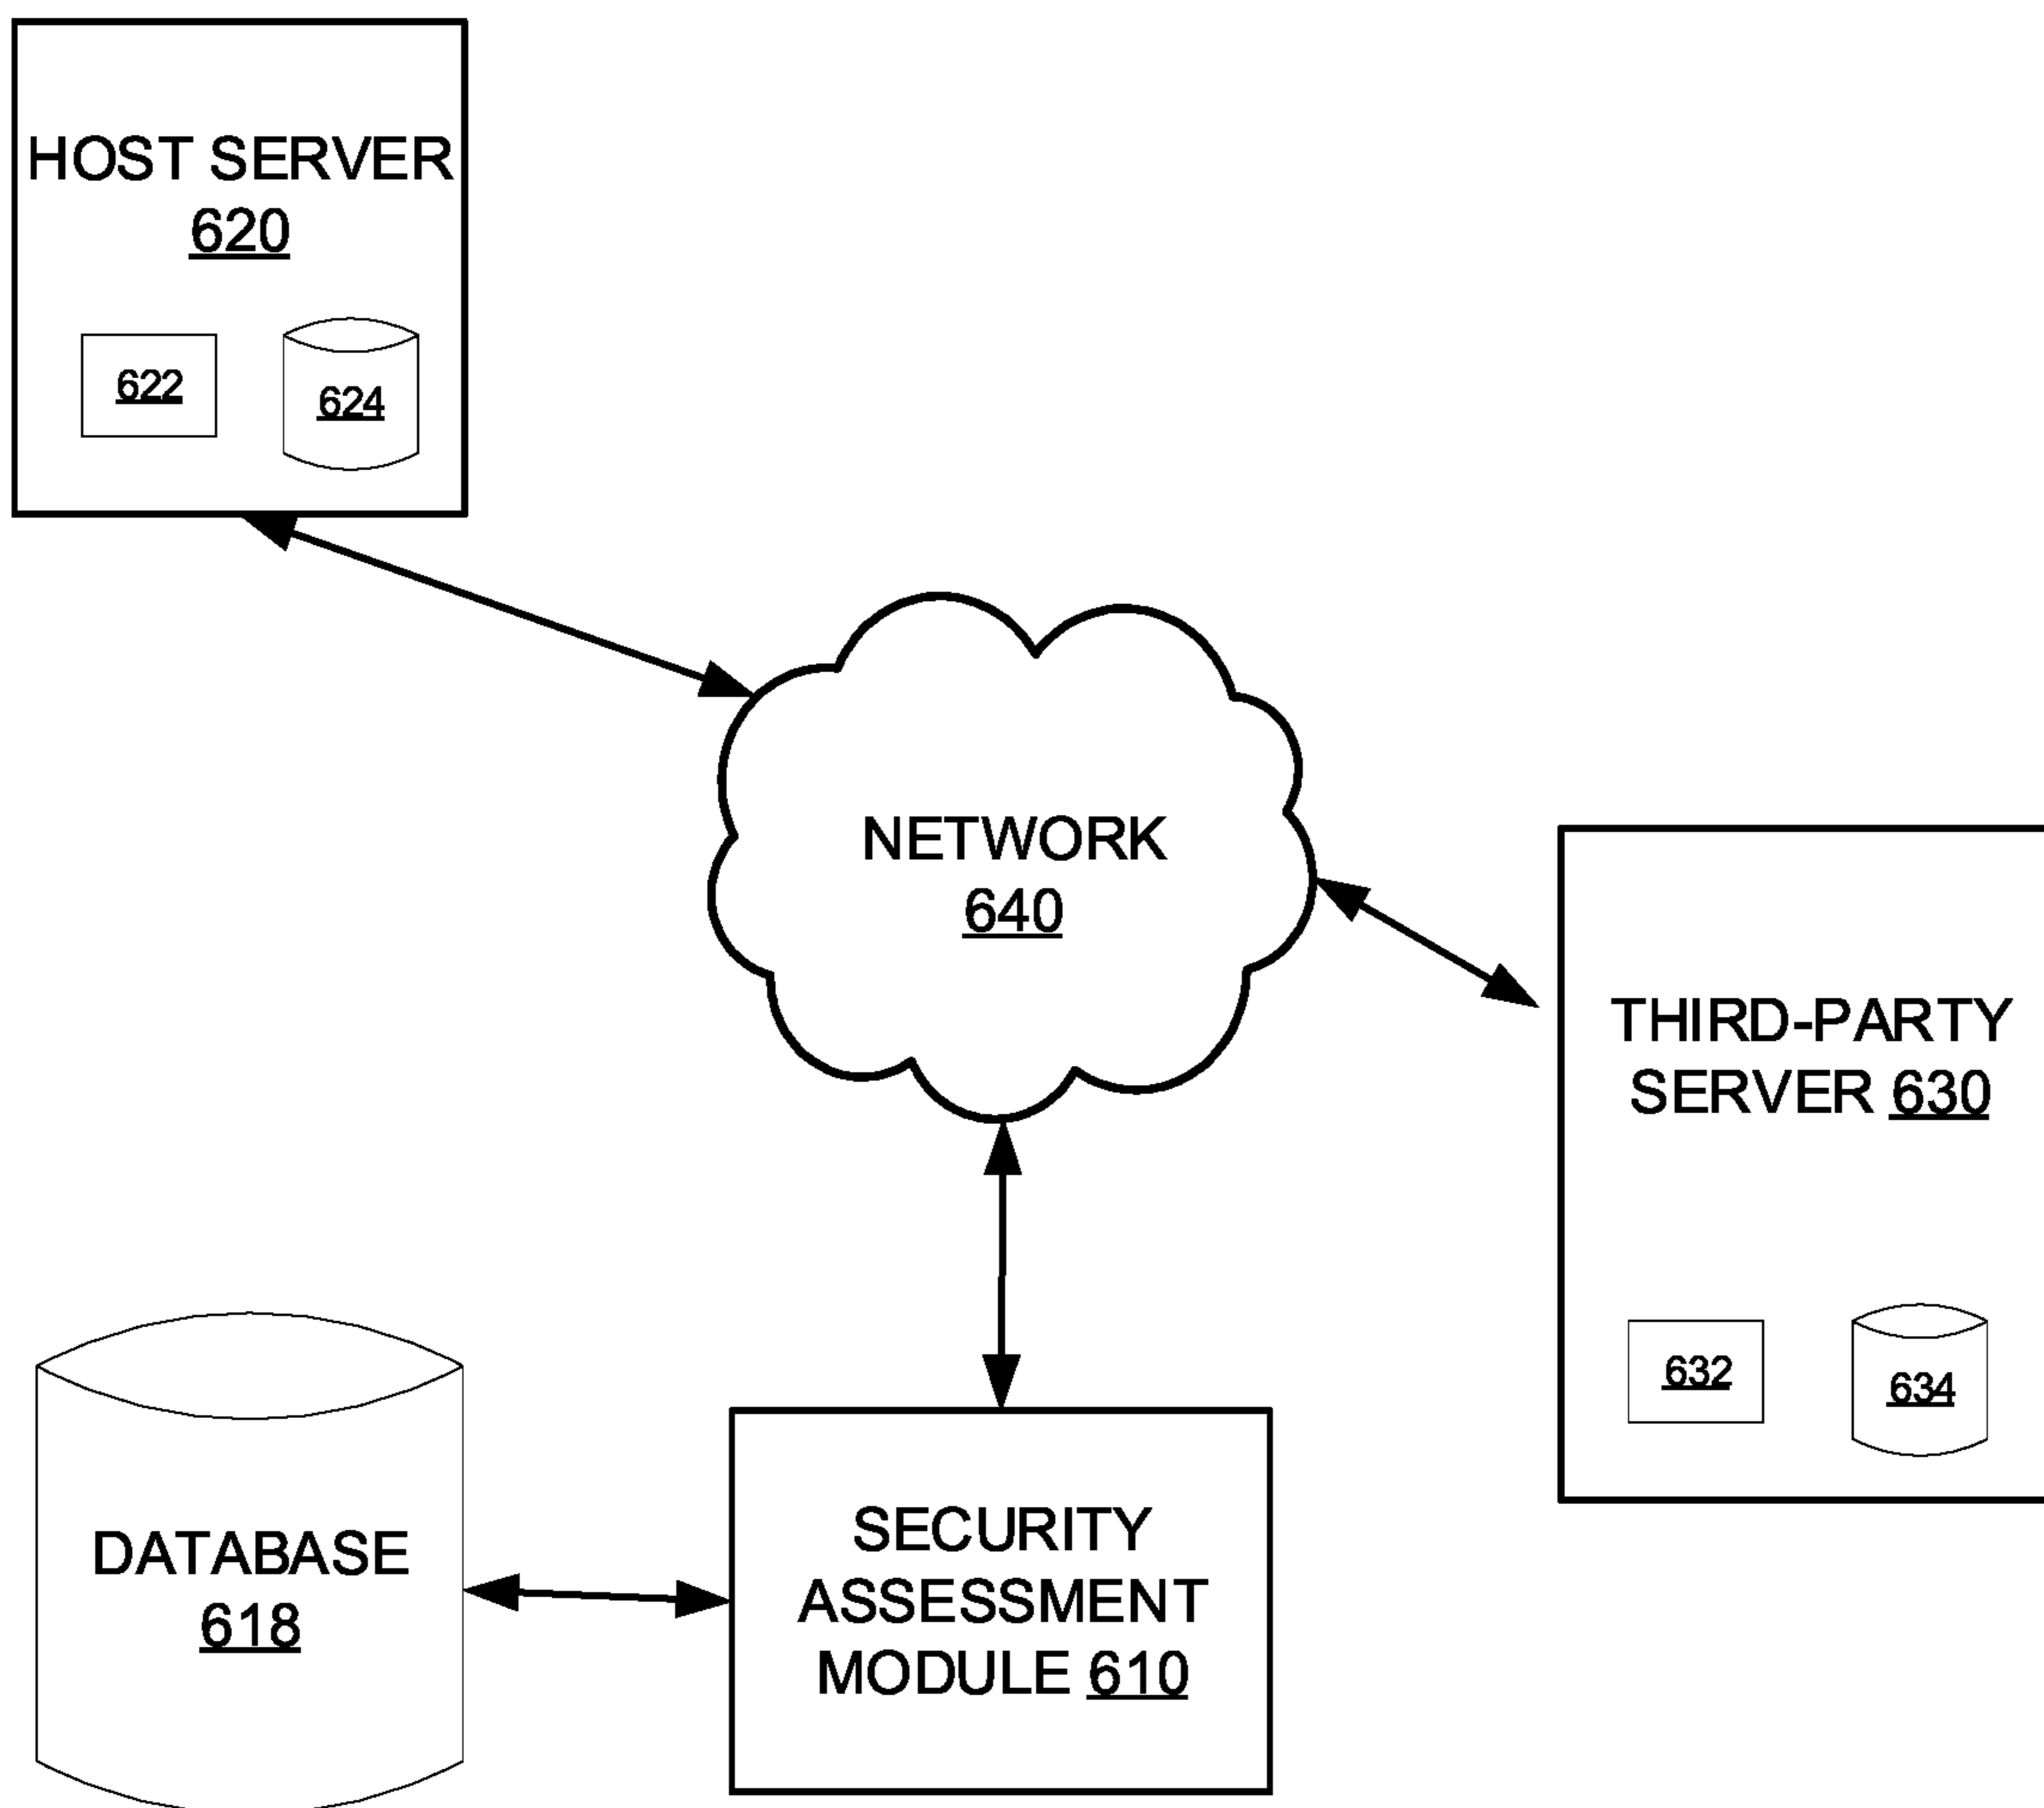 HOST SERVER
620
622
624
NETWORK
640
THIRD-PARTY
SERVER 630
632
634
DATABASE
618
SECURITY
ASSESSMENT
MODULE 610